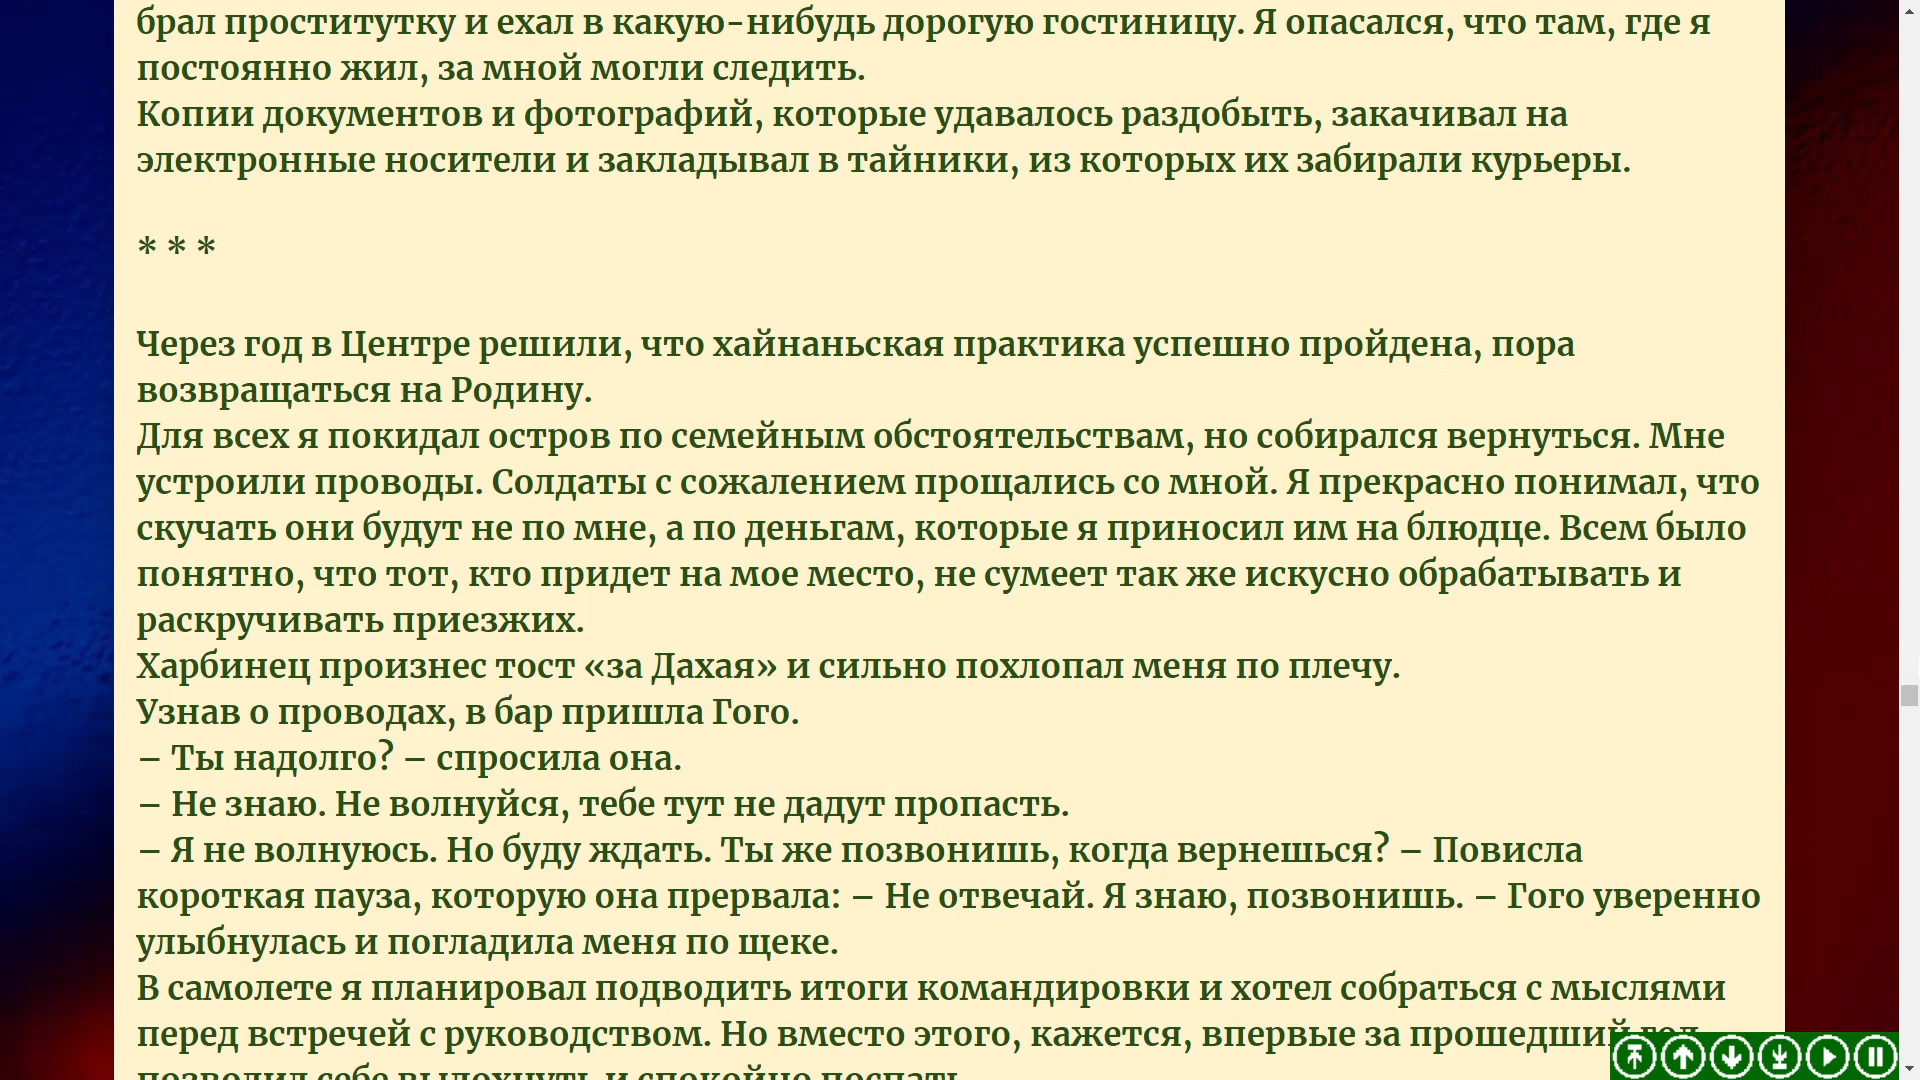 брал проститутку и ехал в какую-нибудь дорогую гостиницу. Я опасался, что там, где я
постоянно жил, за мной могли следить.
Копии документов и фотографий, которые удавалось раздобыть, закачивал на
электронные носители и закладывал в тайники, из которых их забирали курьеры.
* * *
Через год в Центре решили, что хайнаньская практика успешно пройдена, пора
возвращаться на Родину.
Для всех я покидал остров по семейным обстоятельствам, но собирался вернуться. Мне
устроили проводы. Солдаты с сожалением прощались со мной. Я прекрасно понимал, что
скучать они будут не по мне, а по деньгам, которые я приносил им на блюдце. Всем было
понятно, что тот, кто придет на мое место, не сумеет так же искусно обрабатывать и
раскручивать приезжих.
Харбинец произнес тост «за Дахая» и сильно похлопал меня по плечу.
Узнав о проводах, в бар пришла Гого.
– Ты надолго? – спросила она.
– Не знаю. Не волнуйся, тебе тут не дадут пропасть.
– Я не волнуюсь. Но буду ждать. Ты же позвонишь, когда вернешься? – Повисла
короткая пауза, которую она прервала: – Не отвечай. Я знаю, позвонишь. – Гого уверенно
улыбнулась и погладила меня по щеке.
В самолете я планировал подводить итоги командировки и хотел собраться с мыслями
перед встречей с руководством. Но вместо этого, кажется, впервые за прошедший год
позволил себе выдохнуть и спокойно поспать.